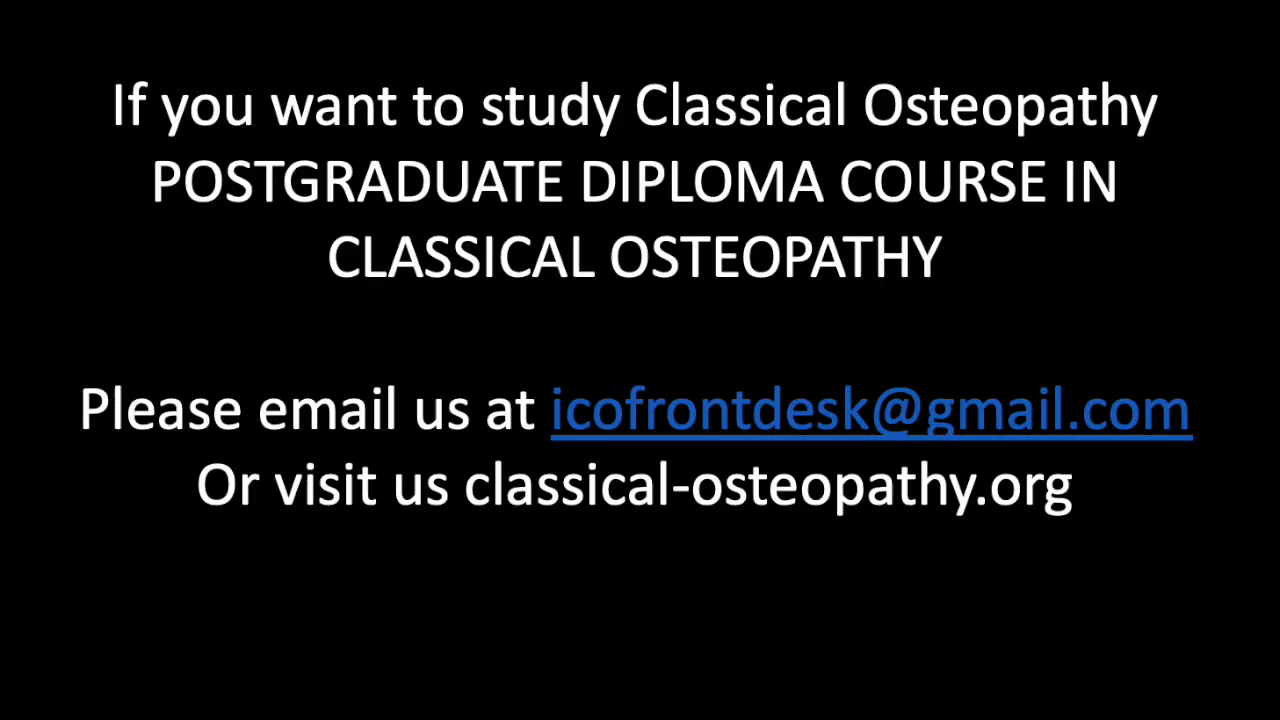 If you want to study Classical Osteopathy
POSTGRADUATE DIPLOMA COURSE IN
CLASSICAL OSTEOPATHY
Please email us at icofrontdesk@gmail.com
Or visit us classical-osteopathy.org